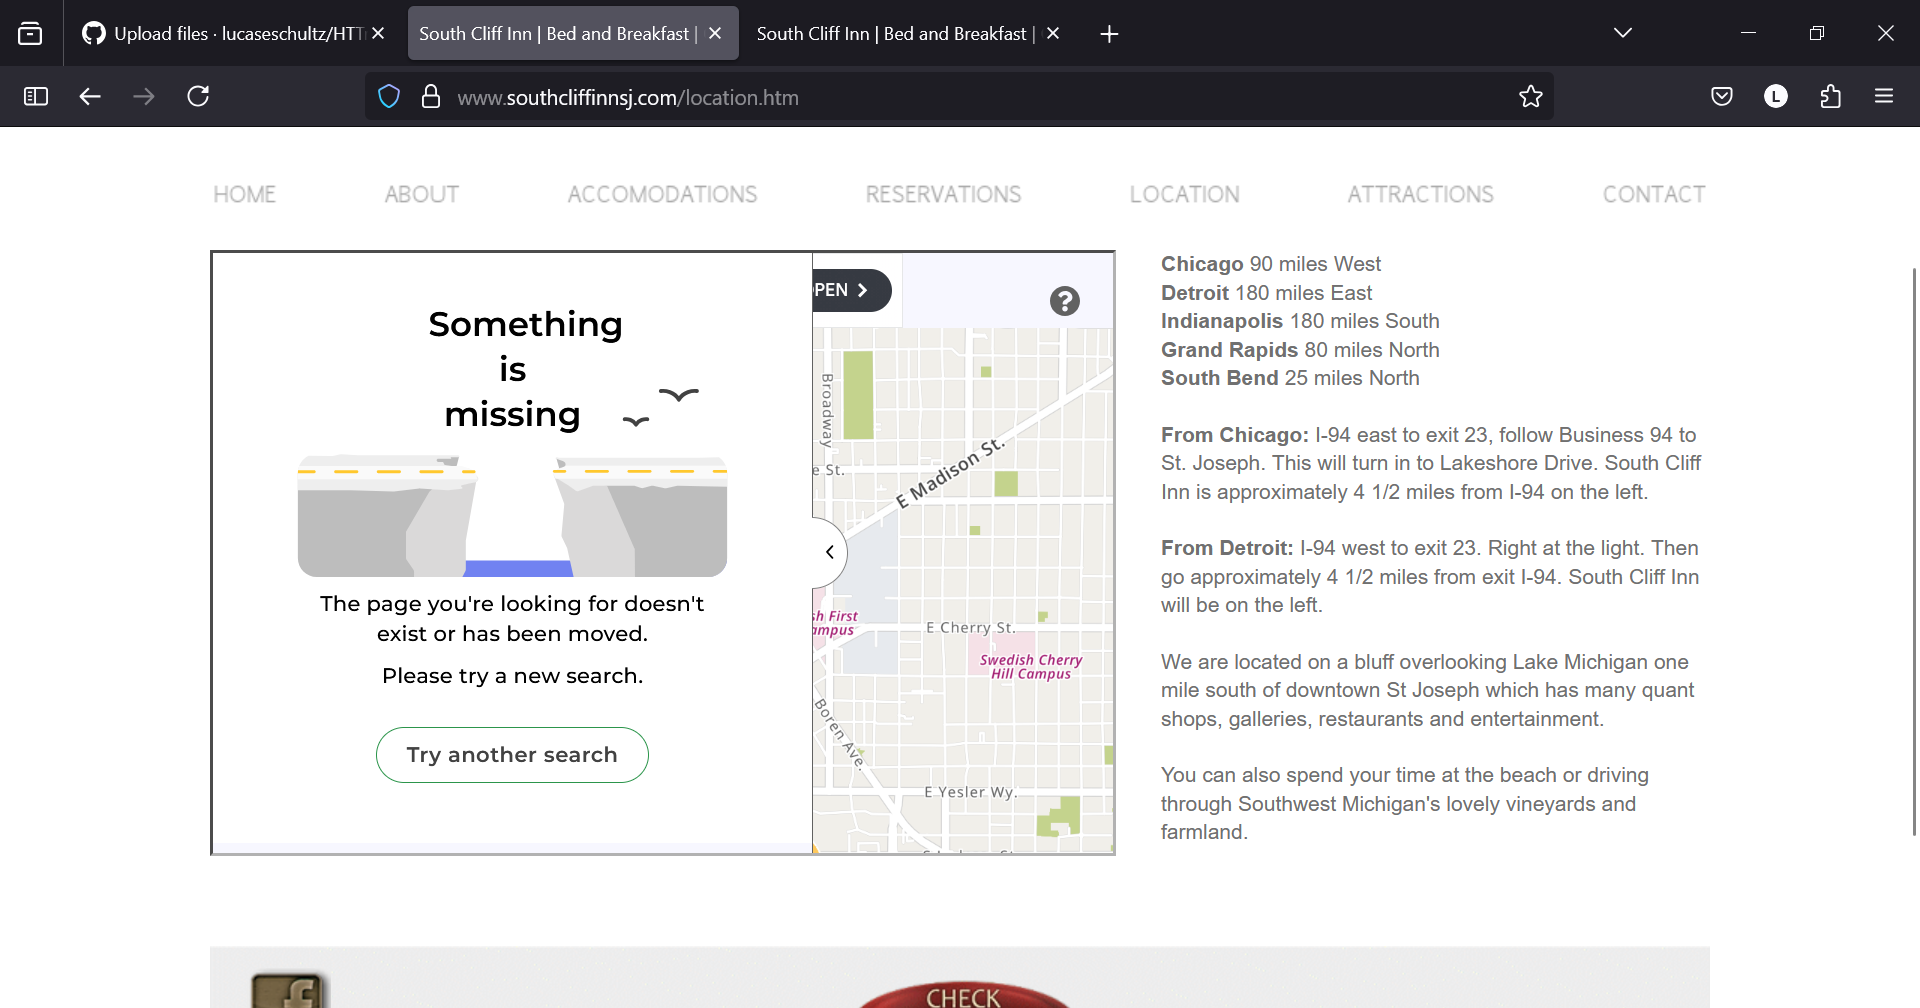 Upload files · lucaseschultz/HTT
South Cliff Inn | Bed and Breakfast |
South Cliff Inn | Bed and Breakfast |
www.southcliffinnsj.com/location.htm
L
HOME
ABOUT
ACCOMODATIONS
RESERVATIONS
LOCATION
ATTRACTIONS
CONTACT
Something
is
missing
The page you're looking for doesn't
exist or has been moved.
Please try a new search.
Try another search
PEN
?
Broadway
e St.
E Madison St.
sh First
ampus
E Cherry St.
Swedish Cherry
Hill Campus
Boren Ave.
E Yesler Wy.
Chicago 90 miles West
Detroit 180 miles East
Indianapolis 180 miles South
Grand Rapids 80 miles North
South Bend 25 miles North
From Chicago: I-94 east to exit 23, follow Business 94 to
St. Joseph. This will turn in to Lakeshore Drive. South Cliff
Inn is approximately 4 1/2 miles from I-94 on the left.
From Detroit: I-94 west to exit 23. Right at the light. Then
go approximately 4 1/2 miles from exit I-94. South Cliff Inn
will be on the left.
We are located on a bluff overlooking Lake Michigan one
mile south of downtown St Joseph which has many quant
shops, galleries, restaurants and entertainment.
You can also spend your time at the beach or driving
through Southwest Michigan's lovely vineyards and
farmland.
f
CHECK